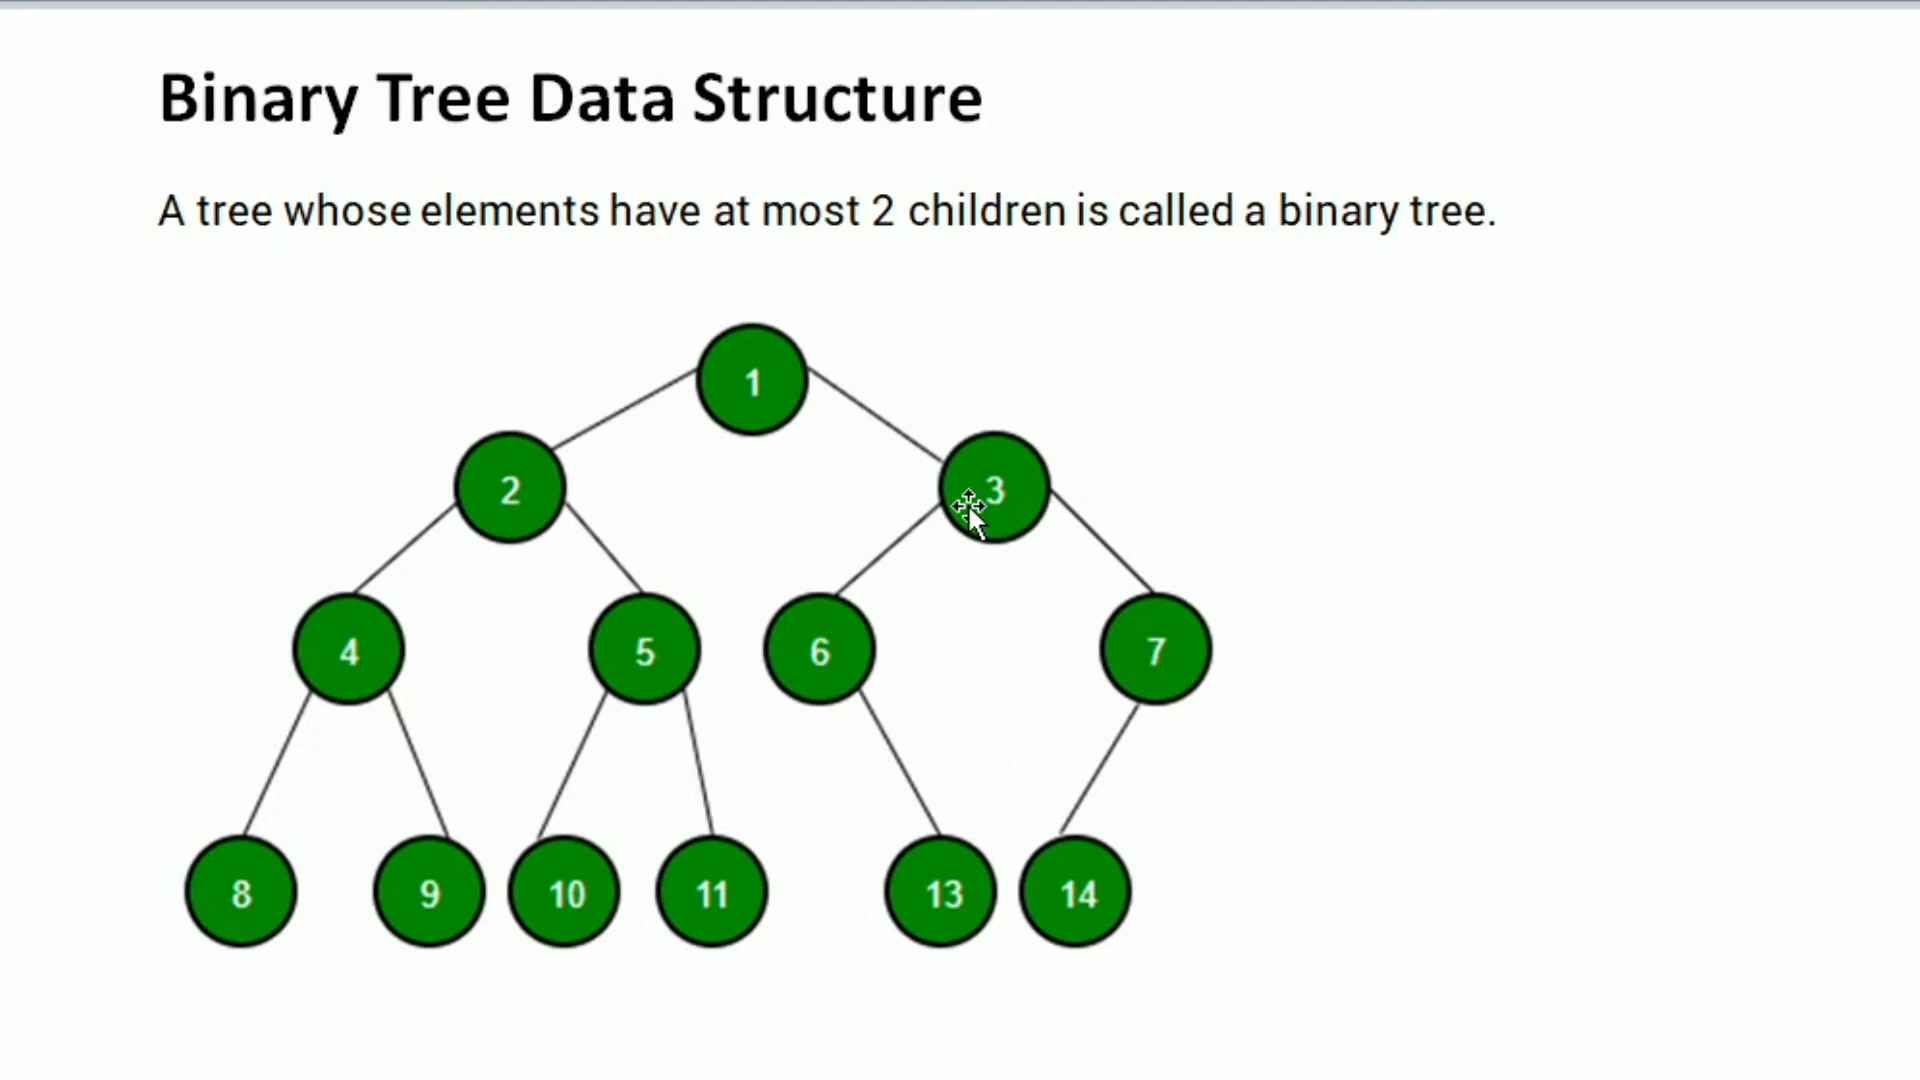 Binary Tree Data Structure
A tree whose elements have at most 2 children is called a binary tree.
1
2 3
4 5 6 7
8 9 10 11 13 14